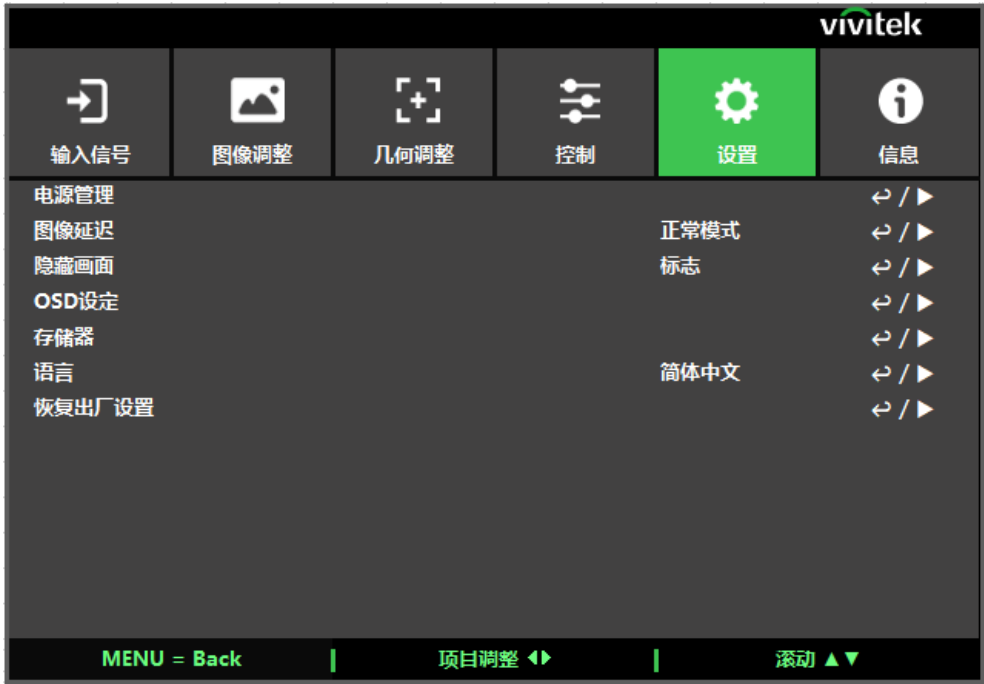 vivitek
输入信号 图像调整 几何调整 控制 设置 信息
电源管理 ↩ / ▶
图像延迟 正常模式 ↩ / ▶
隐藏画面 标志 ↩ / ▶
OSD设定 ↩ / ▶
存储器 ↩ / ▶
语言 简体中文 ↩ / ▶
恢复出厂设置 ↩ / ▶
MENU = Back | 项目调整 ◀▶ | 滚动 ▲▼